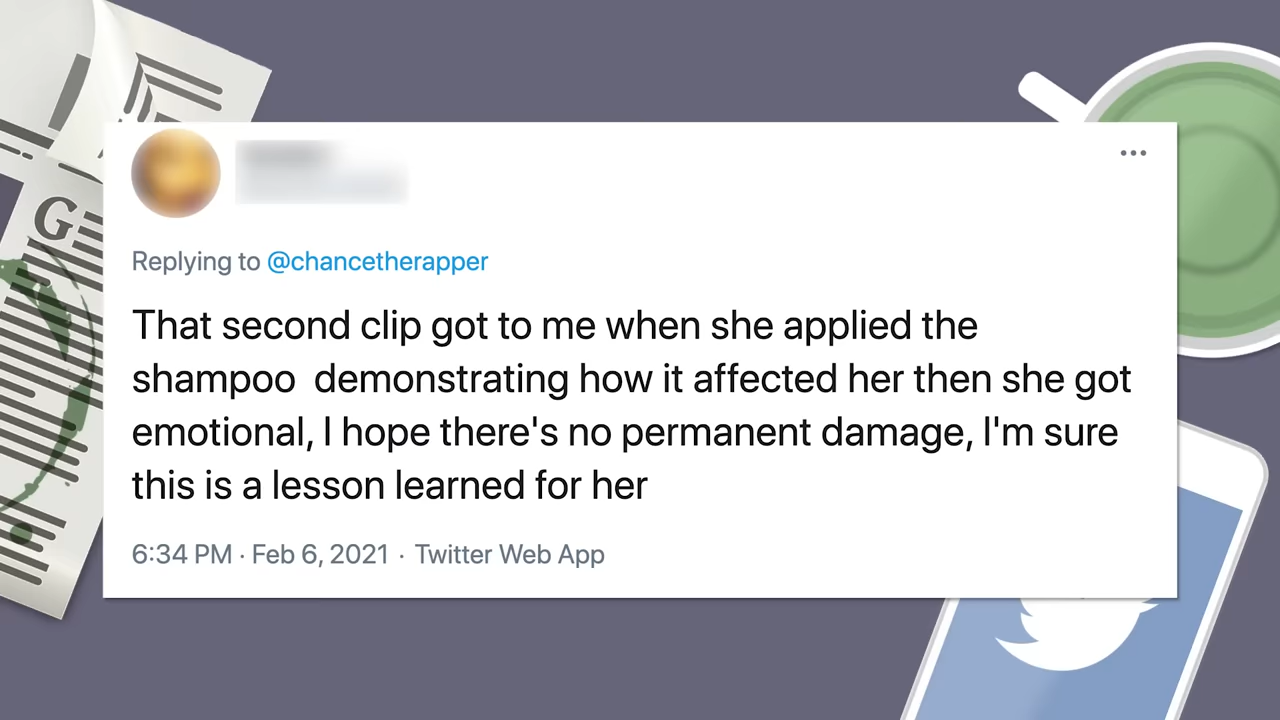 G
Replying to @chancetherapper
That second clip got to me when she applied the
shampoo  demonstrating how it affected her then she got
emotional, I hope there's no permanent damage, I'm sure
this is a lesson learned for her
6:34 PM · Feb 6, 2021 · Twitter Web App